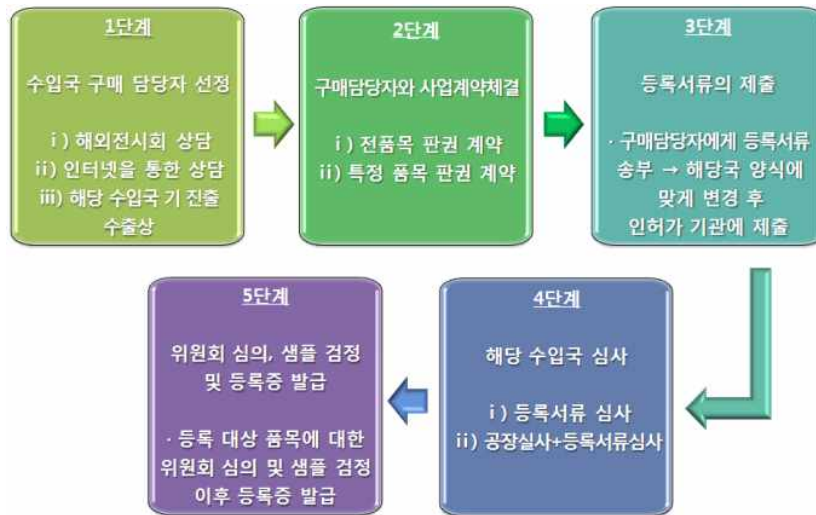 1단계
수입국 구매 담당자 선정
ⅰ) 해외전시회 상담
ⅱ) 인터넷을 통한 상담
ⅲ) 해당 수입국 기 진출
수출상
2단계
구매담당자와 사업계약체결
ⅰ) 전품목 판권 계약
ⅱ) 특정 품목 판권 계약
3단계
등록서류의 제출
· 구매담당자에게 등록서류
송부 → 해당국 양식에
맞게 변경 후
인허가 기관에 제출
4단계
해당 수입국 심사
ⅰ) 등록서류 심사
ⅱ) 공장실사+등록서류심사
5단계
위원회 심의, 샘플 검정
및 등록증 발급
· 등록 대상 품목에 대한
위원회 심의 및 샘플 검정
이후 등록증 발급